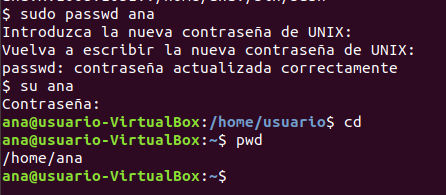 $ sudo passwd ana
Introduzca la nueva contraseña de UNIX:
Vuelva a escribir la nueva contraseña de UNIX:
passwd: contraseña actualizada correctamente
$ su ana
Contraseña:
ana@usuario-VirtualBox:/home/usuario$ cd
ana@usuario-VirtualBox:~$ pwd
/home/ana
ana@usuario-VirtualBox:~$